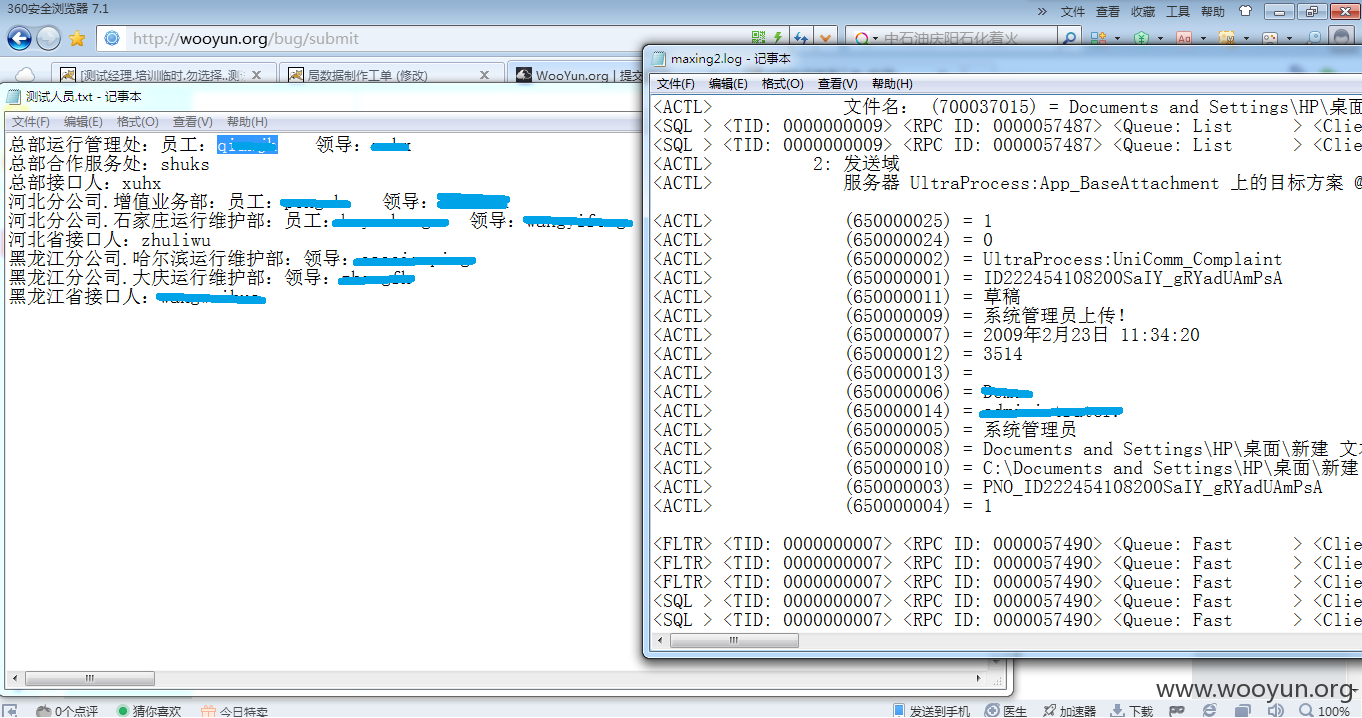 360安全浏览器 7.1
文件 查看 收藏 工具 帮助
http://wooyun.org/bug/submit
中石油庆阳石化着火
[测试经理.培训临时.勿选择..测
局数据制作工单 (修改)
WooYun.org | 提交
测试人员.txt - 记事本
文件(F) 编辑(E) 格式(O) 查看(V) 帮助(H)
总部运行管理处：员工： 领导：
总部合作服务处：shuks
总部接口人：xuhx
河北分公司.增值业务部：员工： 领导：
河北分公司.石家庄运行维护部：员工： 领导：
河北省接口人：zhuliwu
黑龙江分公司.哈尔滨运行维护部：领导：
黑龙江分公司.大庆运行维护部：领导：
黑龙江省接口人：
maxing2.log - 记事本
文件(F) 编辑(E) 格式(O) 查看(V) 帮助(H)
<ACTL> 文件名： (700037015) = Documents and Settings\HP\桌面
<SQL > <TID: 0000000009> <RPC ID: 0000057487> <Queue: List > <Clie
<SQL > <TID: 0000000009> <RPC ID: 0000057487> <Queue: List > <Clie
<ACTL> 2: 发送域
<ACTL> 服务器 UltraProcess:App_BaseAttachment 上的目标方案 @
<ACTL> (650000025) = 1
<ACTL> (650000024) = 0
<ACTL> (650000002) = UltraProcess:UniComm_Complaint
<ACTL> (650000001) = ID222454108200SaIY_gRYadUAmPsA
<ACTL> (650000011) = 草稿
<ACTL> (650000009) = 系统管理员上传!
<ACTL> (650000007) = 2009年2月23日 11:34:20
<ACTL> (650000012) = 3514
<ACTL> (650000013) =
<ACTL> (650000006) =
<ACTL> (650000014) =
<ACTL> (650000005) = 系统管理员
<ACTL> (650000008) = Documents and Settings\HP\桌面\新建 文本
<ACTL> (650000010) = C:\Documents and Settings\HP\桌面\新建
<ACTL> (650000003) = PNO_ID222454108200SaIY_gRYadUAmPsA
<ACTL> (650000004) = 1
<FLTR> <TID: 0000000007> <RPC ID: 0000057490> <Queue: Fast > <Clie
<FLTR> <TID: 0000000007> <RPC ID: 0000057490> <Queue: Fast > <Clie
<FLTR> <TID: 0000000007> <RPC ID: 0000057490> <Queue: Fast > <Clie
<SQL > <TID: 0000000007> <RPC ID: 0000057490> <Queue: Fast > <Clie
<SQL > <TID: 0000000007> <RPC ID: 0000057490> <Queue: Fast > <Clie
www.wooyun.org
0个点评 猜你喜欢 今日特卖 发送到手机 医生 加速器 下载 100%